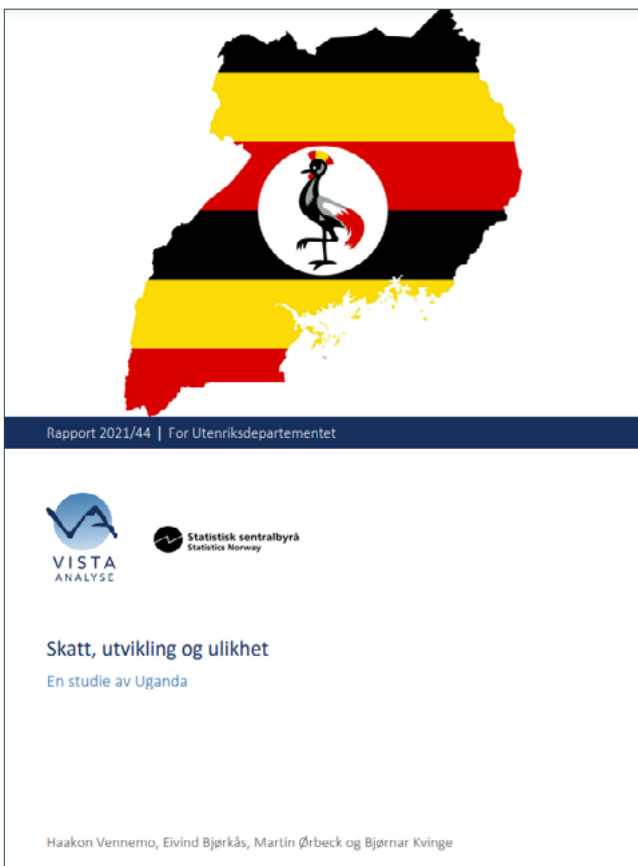 Rapport 2021/44 | For Utenriksdepartementet
VISTA
ANALYSE
Statistisk sentralbyrå
Statistics Norway
Skatt, utvikling og ulikhet
En studie av Uganda
Haakon Vennemo, Eivind Bjørkås, Martin Ørbeck og Bjørnar Kvinge